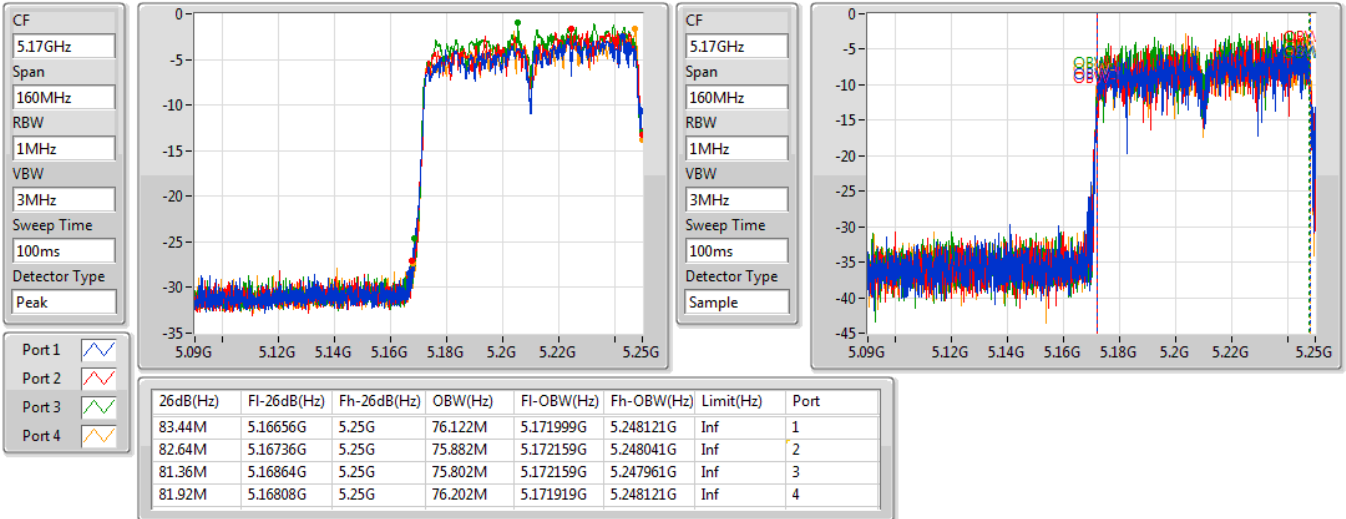 CF
5.17GHz
Span
160MHz
RBW
1MHz
VBW
3MHz
Sweep Time
100ms
Detector Type
Peak
0
-5
-10
-15
-20
-25
-30
-35
5.09G 5.12G 5.14G 5.16G 5.18G 5.2G 5.22G 5.25G
CF
5.17GHz
Span
160MHz
RBW
1MHz
VBW
3MHz
Sweep Time
100ms
Detector Type
Sample
0
-5
-10
-15
-20
-25
-30
-35
-40
-45
5.09G 5.12G 5.14G 5.16G 5.18G 5.2G 5.22G 5.25G
Port 1
Port 2
Port 3
Port 4
26dB(Hz) Fl-26dB(Hz) Fh-26dB(Hz) OBW(Hz) Fl-OBW(Hz) Fh-OBW(Hz) Limit(Hz) Port
83.44M 5.16656G 5.25G 76.122M 5.171999G 5.248121G Inf 1
82.64M 5.16736G 5.25G 75.882M 5.172159G 5.248041G Inf 2
81.36M 5.16864G 5.25G 75.802M 5.172159G 5.247961G Inf 3
81.92M 5.16808G 5.25G 76.202M 5.171919G 5.248121G Inf 4